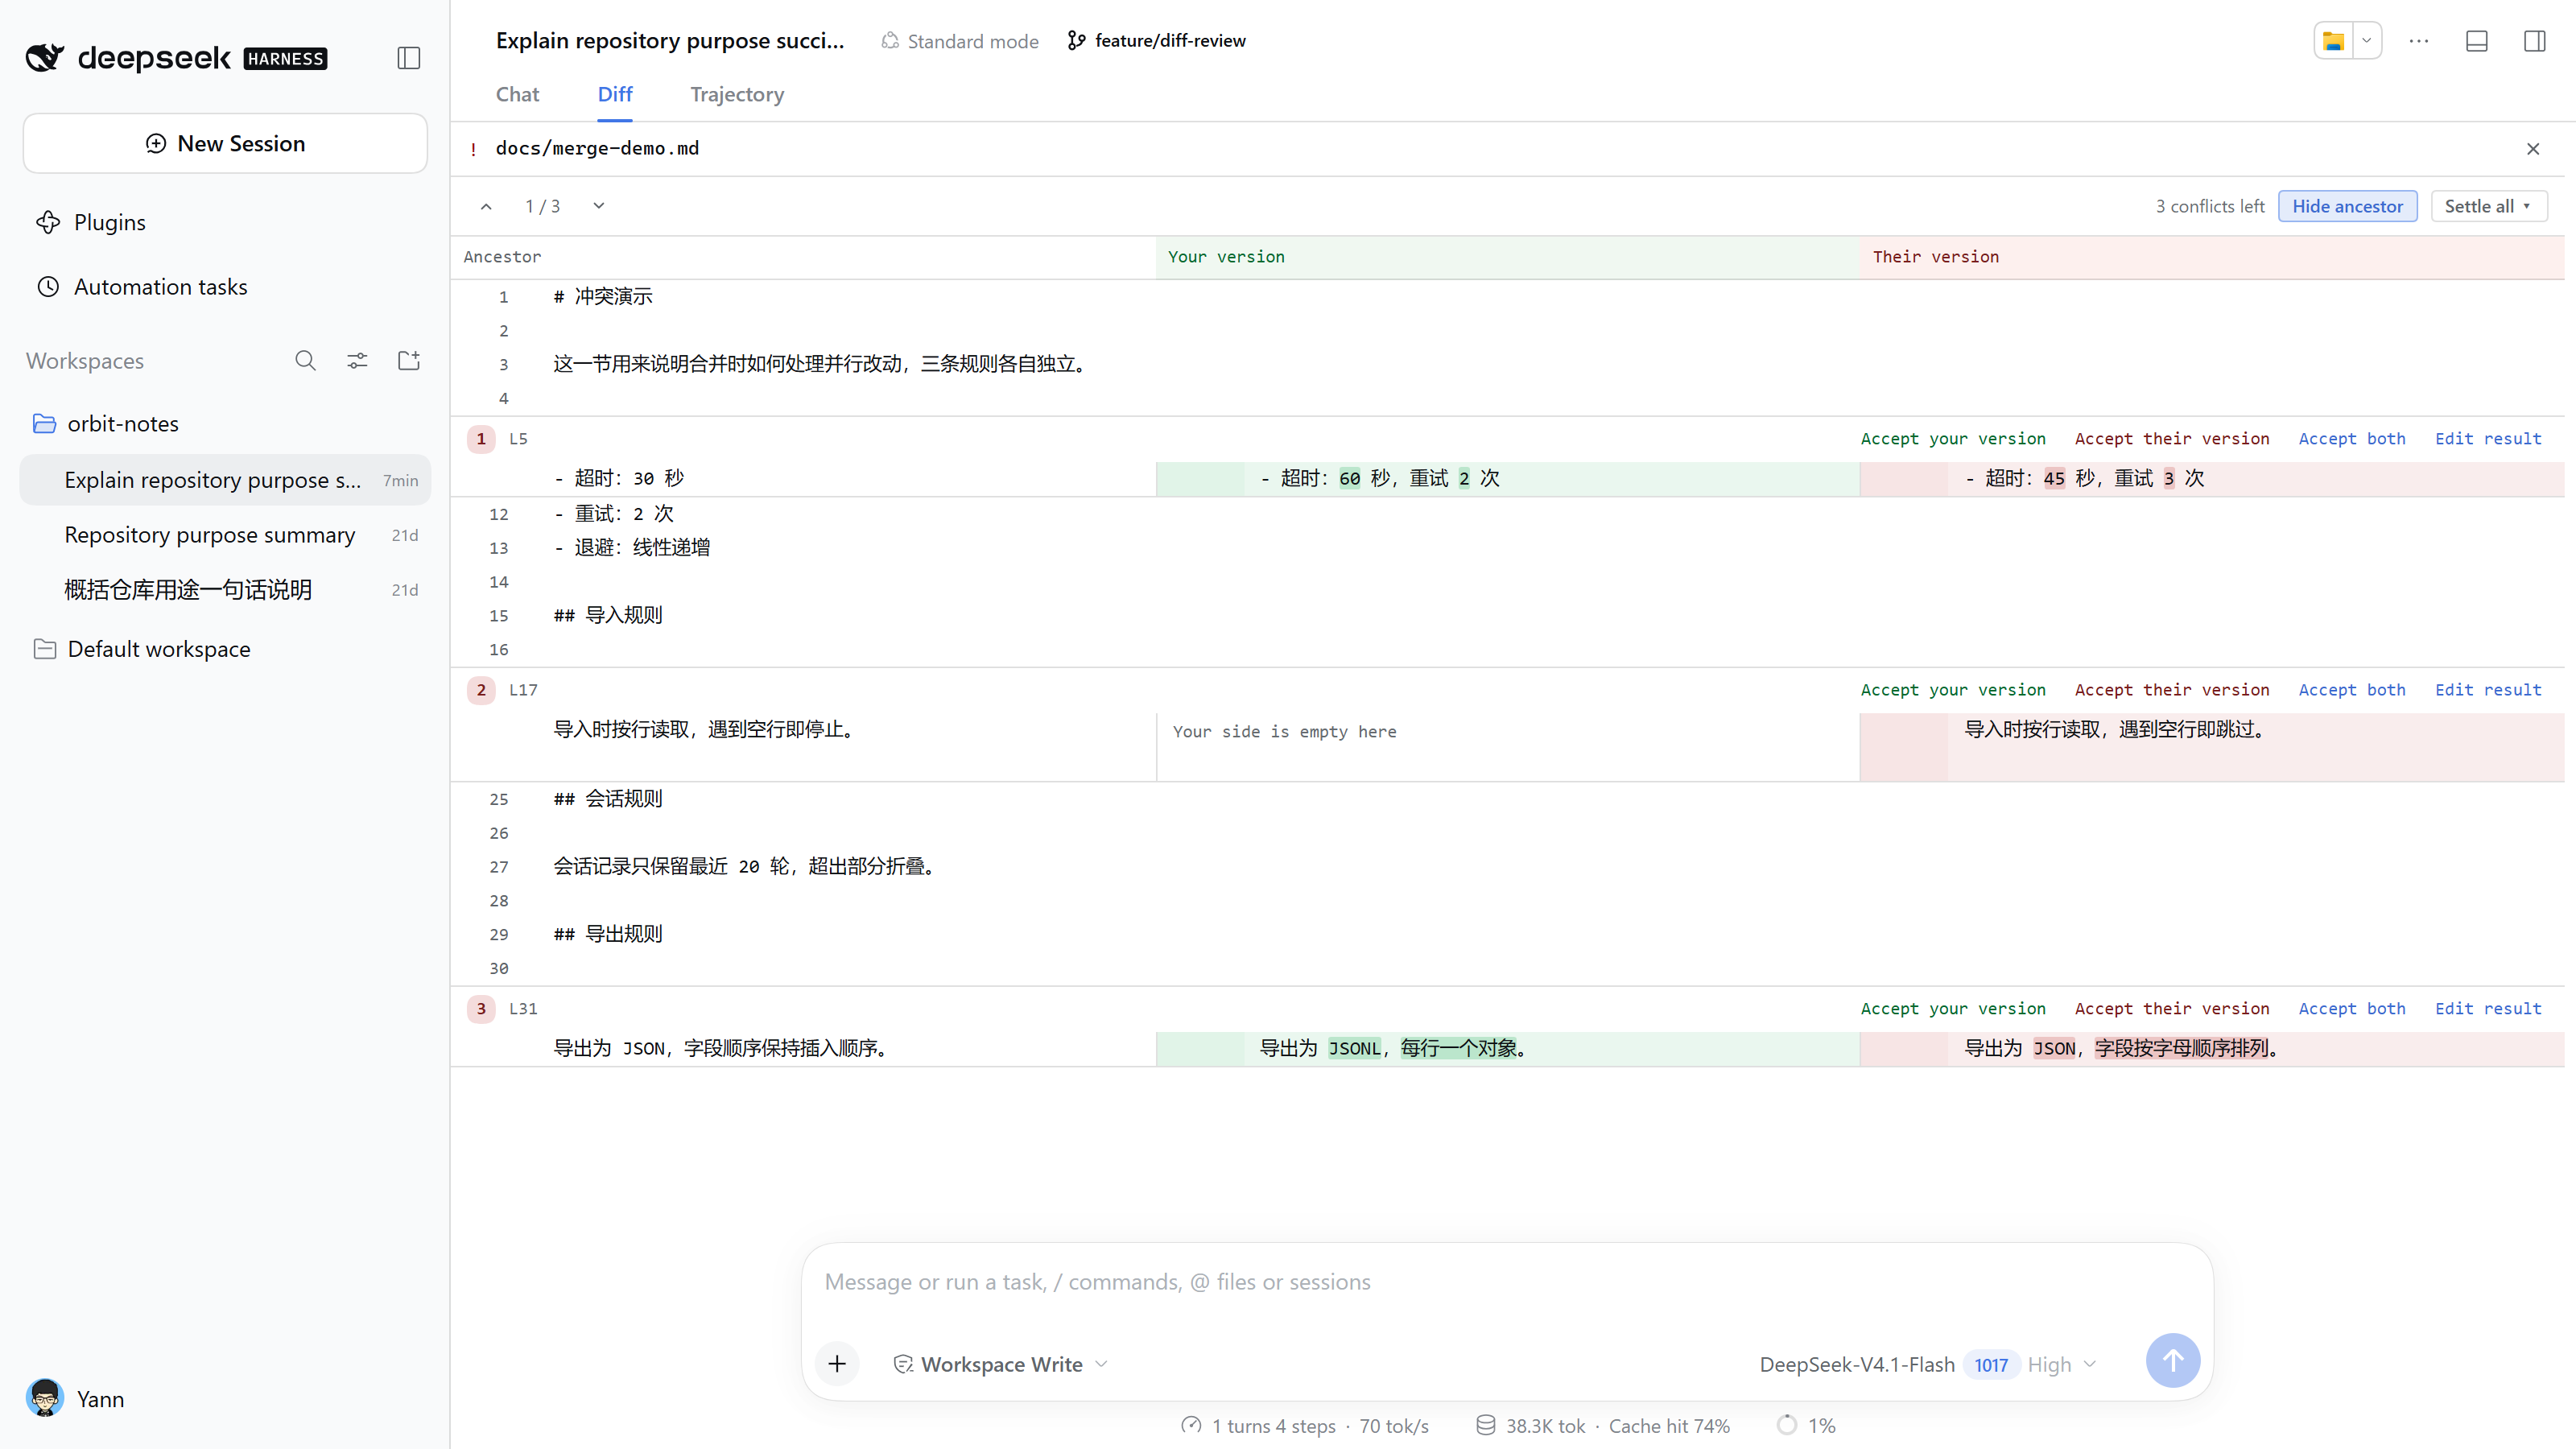 deepseek HARNESS
New Session
Plugins
Automation tasks
Workspaces
orbit-notes
Explain repository purpose s... 7min
Repository purpose summary 21d
概括仓库用途一句话说明 21d
Default workspace
Yann
Explain repository purpose succi... Standard mode feature/diff-review
Chat Diff Trajectory
! docs/merge-demo.md
1 / 3 3 conflicts left Hide ancestor Settle all
Ancestor Your version Their version
1 # 冲突演示
2
3 这一节用来说明合并时如何处理并行改动，三条规则各自独立。
4
1 L5 Accept your version Accept their version Accept both Edit result
- 超时：30 秒 - 超时：60 秒，重试 2 次 - 超时：45 秒，重试 3 次
12 - 重试：2 次
13 - 退避：线性递增
14
15 ## 导入规则
16
2 L17 Accept your version Accept their version Accept both Edit result
导入时按行读取，遇到空行即停止。 Your side is empty here 导入时按行读取，遇到空行即跳过。
25 ## 会话规则
26
27 会话记录只保留最近 20 轮，超出部分折叠。
28
29 ## 导出规则
30
3 L31 Accept your version Accept their version Accept both Edit result
导出为 JSON，字段顺序保持插入顺序。 导出为 JSONL，每行一个对象。 导出为 JSON，字段按字母顺序排列。
Message or run a task, / commands, @ files or sessions
Workspace Write DeepSeek-V4.1-Flash 1017 High
1 turns 4 steps · 70 tok/s 38.3K tok · Cache hit 74% 1%